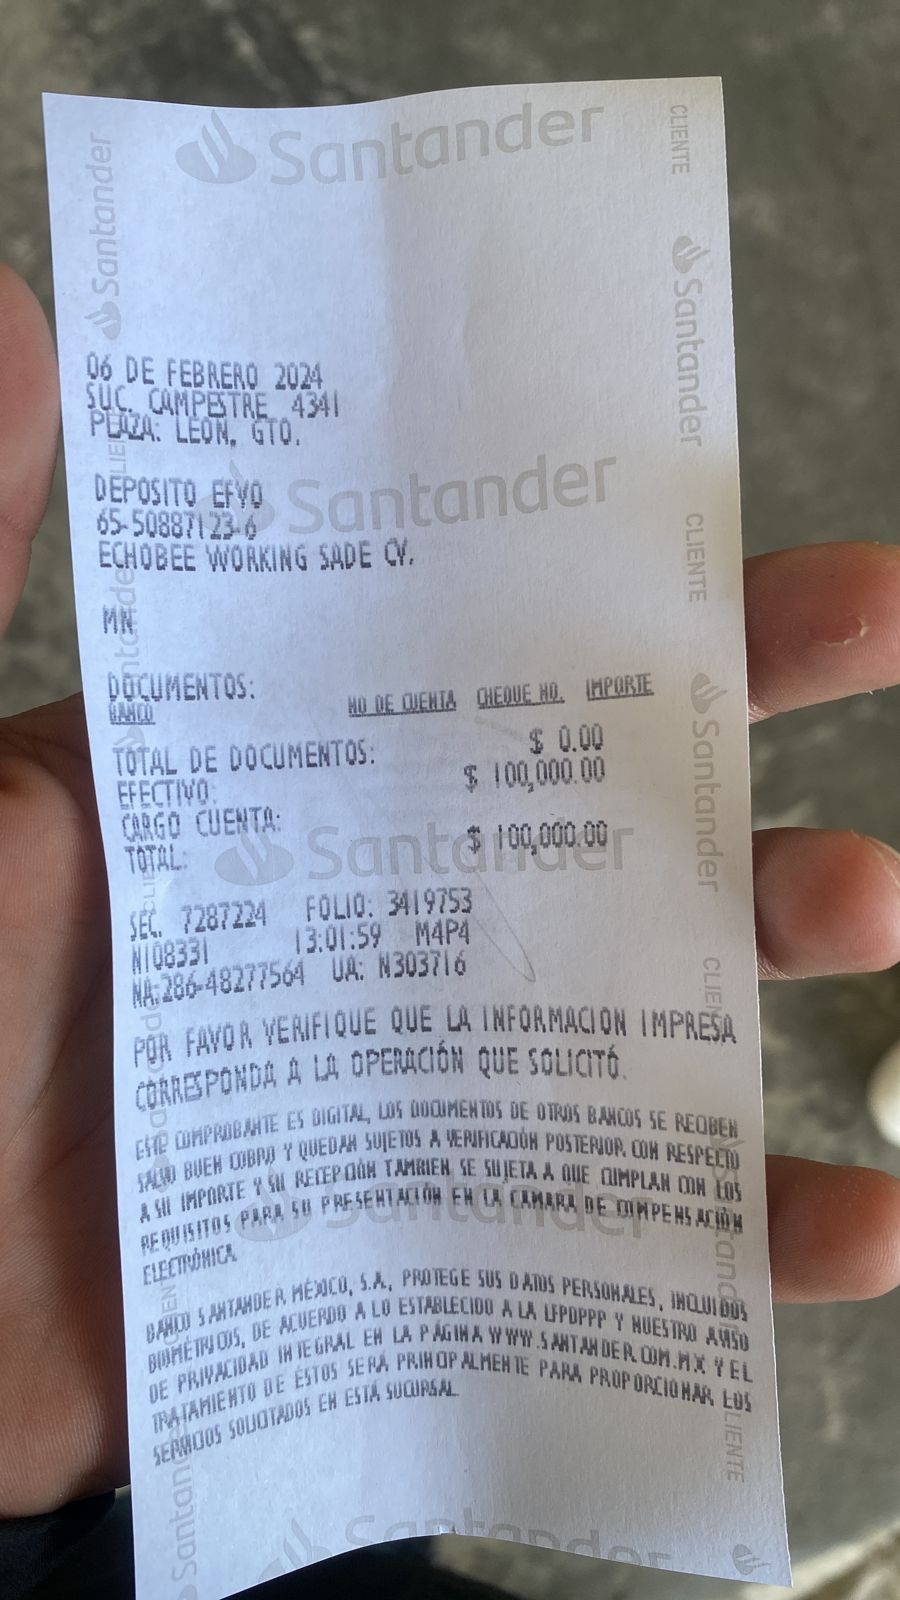 Santander
CLIENTE
06 DE FEBRERO 2024
SUC. CAMPESTRE 4341
PLAZA: LEON, GTO.
DEPOSITO EFVO
65-50887123-6
ECHOBEE WORKING SADE CV.
MN
DOCUMENTOS:
BANCO NO DE CUENTA CHEQUE NO. IMPORTE
TOTAL DE DOCUMENTOS: $ 0.00
EFECTIVO: $ 100,000.00
CARGO CUENTA:
TOTAL: $ 100,000.00
SEC. 7287224 FOLIO: 3419753
N108331 13:01:59 M4P4
NA:286-48277564 UA: N303716
POR FAVOR VERIFIQUE QUE LA INFORMACION IMPRESA
CORRESPONDA A LA OPERACIÓN QUE SOLICITÓ.
ESTE COMPROBANTE ES DIGITAL, LOS DOCUMENTOS DE OTROS BANCOS SE RECIBEN
SALVO BUEN COBRO Y QUEDAN SUJETOS A VERIFICACIÓN POSTERIOR CON RESPECTO
A SU IMPORTE Y SU RECEPCIÓN TAMBIEN SE SUJETA A QUE CUMPLAN CON LOS
REQUISITOS PARA SU PRESENTACIÓN EN LA CAMARA DE COMPENSACIÓN
ELECTRÓNICA
BANCO SANTANDER MÉXICO, S.A., PROTEGE SUS DATOS PERSONALES, INCLUIDOS
BIOMÉTRICOS, DE ACUERDO A LO ESTABLECIDO A LA LFPDPPP Y NUESTRO AVISO
DE PRIVACIDAD INTEGRAL EN LA PÁGINA WWW.SANTANDER.COM.MX Y EL
TRATAMIENTO DE ÉSTOS SERÁ PRINCIPALMENTE PARA PROPORCIONAR LOS
SERVICIOS SOLICITADOS EN ESTÁ SUCURSAL